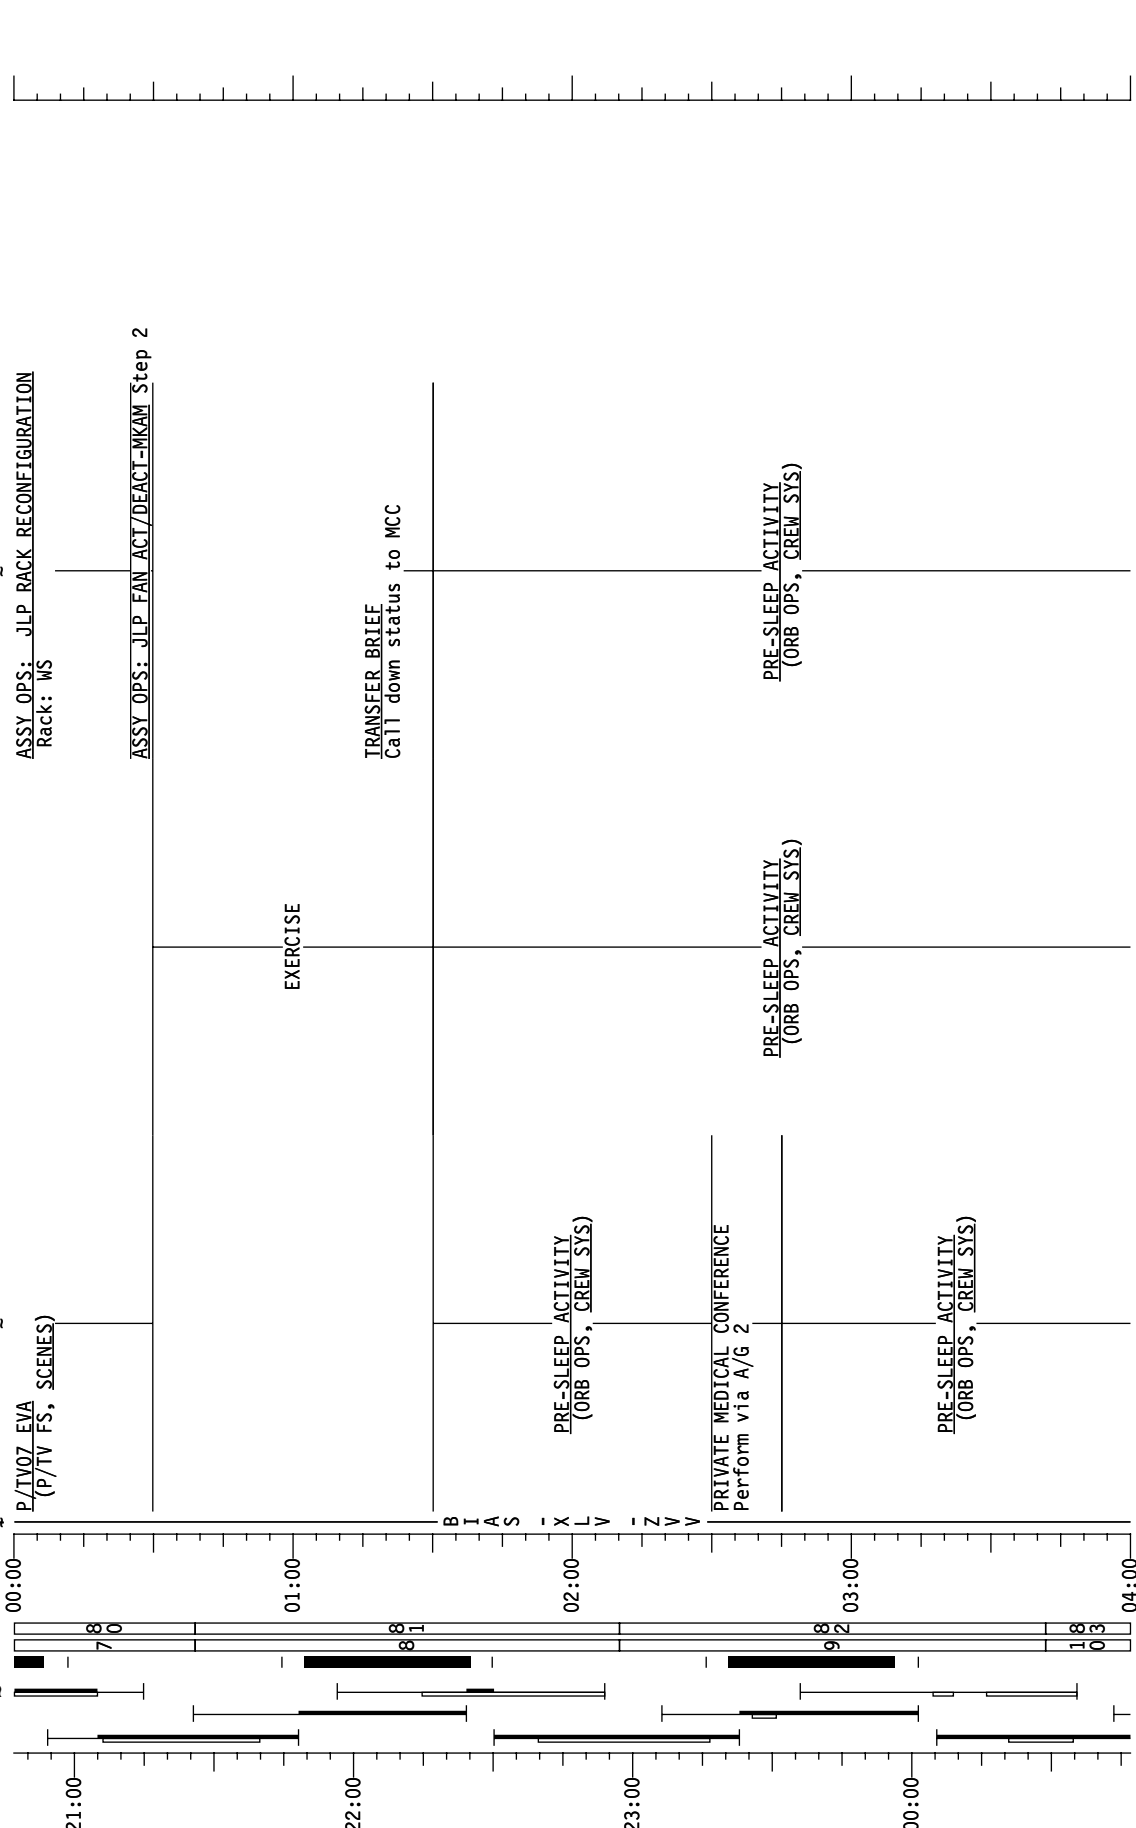 ASSY OPS:  JLP RACK RECONFIGURATION
Rack: WS
ASSY OPS: JLP FAN ACT/DEACT-MKAM Step 2
TRANSFER BRIEF
Call down status to MCC
PRE-SLEEP ACTIVITY
(ORB OPS, CREW SYS)
EXERCISE
PRE-SLEEP ACTIVITY
(ORB OPS, CREW SYS)
P/TV07 EVA
(P/TV FS, SCENES)
PRE-SLEEP ACTIVITY
(ORB OPS, CREW SYS)
PRIVATE MEDICAL CONFERENCE
Perform via A/G 2
PRE-SLEEP ACTIVITY
(ORB OPS, CREW SYS)
BIAS -XLV -ZVV
00:00
01:00
02:00
03:00
04:00
80
81
82
183
7
8
9
10
21:00
22:00
23:00
00:00